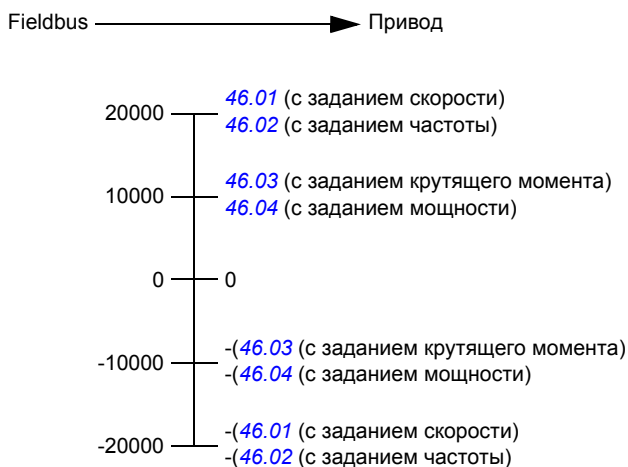 Fieldbus Привод
46.01 (с заданием скорости)
20000
46.02 (с заданием частоты)
46.03 (с заданием крутящего момента)
10000
46.04 (с заданием мощности)
0 0
-(46.03 (с заданием крутящего момента)
-10000
-(46.04 (с заданием мощности)
-(46.01 (с заданием скорости)
-20000
-(46.02 (с заданием частоты)